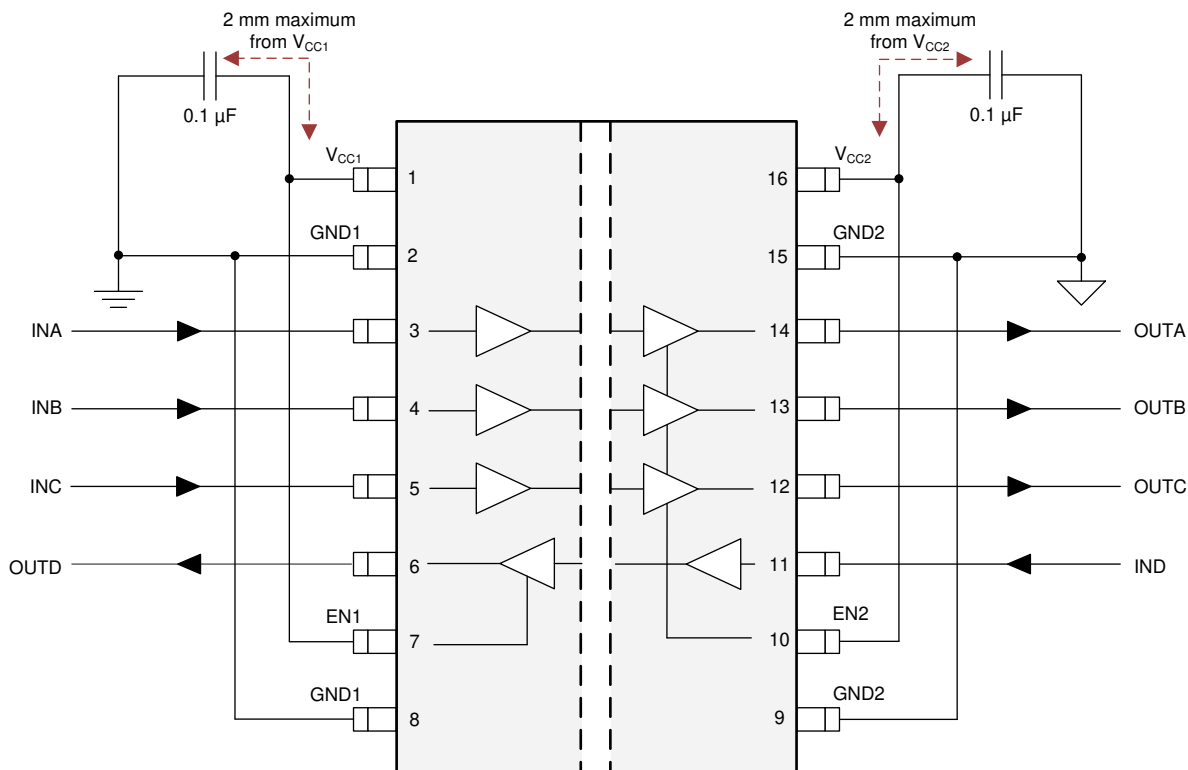 2 mm maximum
from VCC1
2 mm maximum
from VCC2
0.1 µF
0.1 µF
VCC1
1
16
VCC2
GND1
2
15
GND2
INA
3
14
OUTA
INB
4
13
OUTB
INC
5
12
OUTC
OUTD
6
11
IND
EN1
7
10
EN2
GND1
8
9
GND2